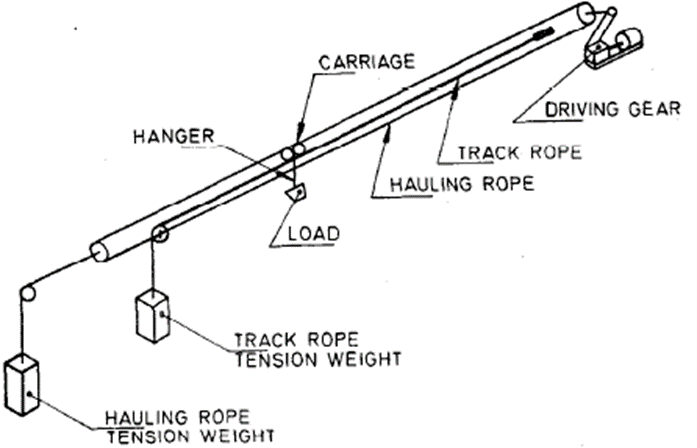 CARRIAGE
DRIVING GEAR
HANGER
TRACK ROPE
HAULING ROPE
LOAD
TRACK ROPE
TENSION WEIGHT
HAULING ROPE
TENSION WEIGHT